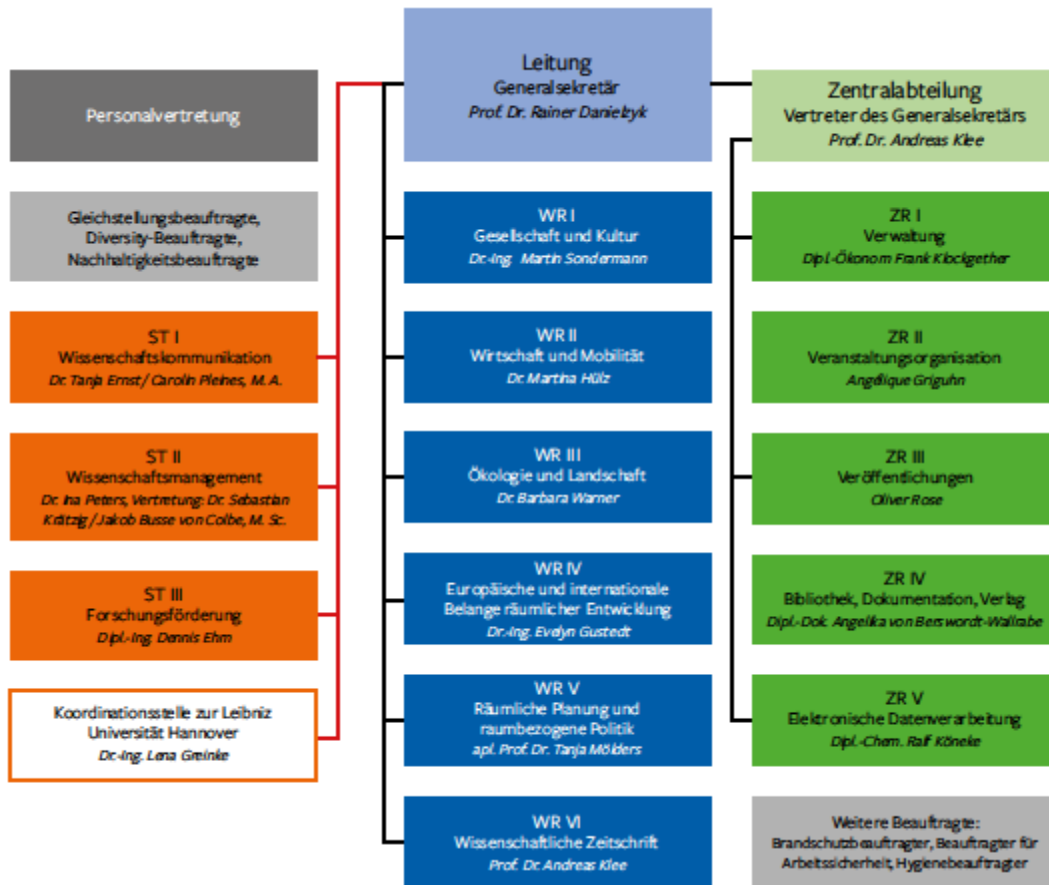 Personalvertretung
Gleichstellungsbeauftragte,
Diversity-Beauftragte,
Nachhaltigkeitsbeauftragte
ST I
Wissenschaftskommunikation
Dr. Tanja Ernst / Carolin Pleines, M. A.
ST II
Wissenschaftsmanagement
Dr. Ina Peters, Vertretung: Dr. Sebastian
Krätzig / Jakob Busse von Colbe, M. Sc.
ST III
Forschungsförderung
Dipl.-Ing. Dennis Ehm
Koordinationsstelle zur Leibniz
Universität Hannover
Dr.-Ing. Lena Greinke
Leitung
Generalsekretär
Prof. Dr. Rainer Danielzyk
WR I
Gesellschaft und Kultur
Dr.-Ing. Martin Sondermann
WR II
Wirtschaft und Mobilität
Dr. Martina Hülz
WR III
Ökologie und Landschaft
Dr. Barbara Warner
WR IV
Europäische und internationale
Belange räumlicher Entwicklung
Dr.-Ing. Evelyn Gustedt
WR V
Räumliche Planung und
raumbezogene Politik
apl. Prof. Dr. Tanja Mölders
WR VI
Wissenschaftliche Zeitschrift
Prof. Dr. Andreas Klee
Zentralabteilung
Vertreter des Generalsekretärs
Prof. Dr. Andreas Klee
ZR I
Verwaltung
Dipl.-Ökonom Frank Klockgether
ZR II
Veranstaltungsorganisation
Angélique Griguhn
ZR III
Veröffentlichungen
Oliver Rose
ZR IV
Bibliothek, Dokumentation, Verlag
Dipl.-Dok. Angelika von Berswordt-Wallrabe
ZR V
Elektronische Datenverarbeitung
Dipl.-Chem. Ralf Köneke
Weitere Beauftragte:
Brandschutzbeauftragter, Beauftragter für
Arbeitssicherheit, Hygienebeauftragter